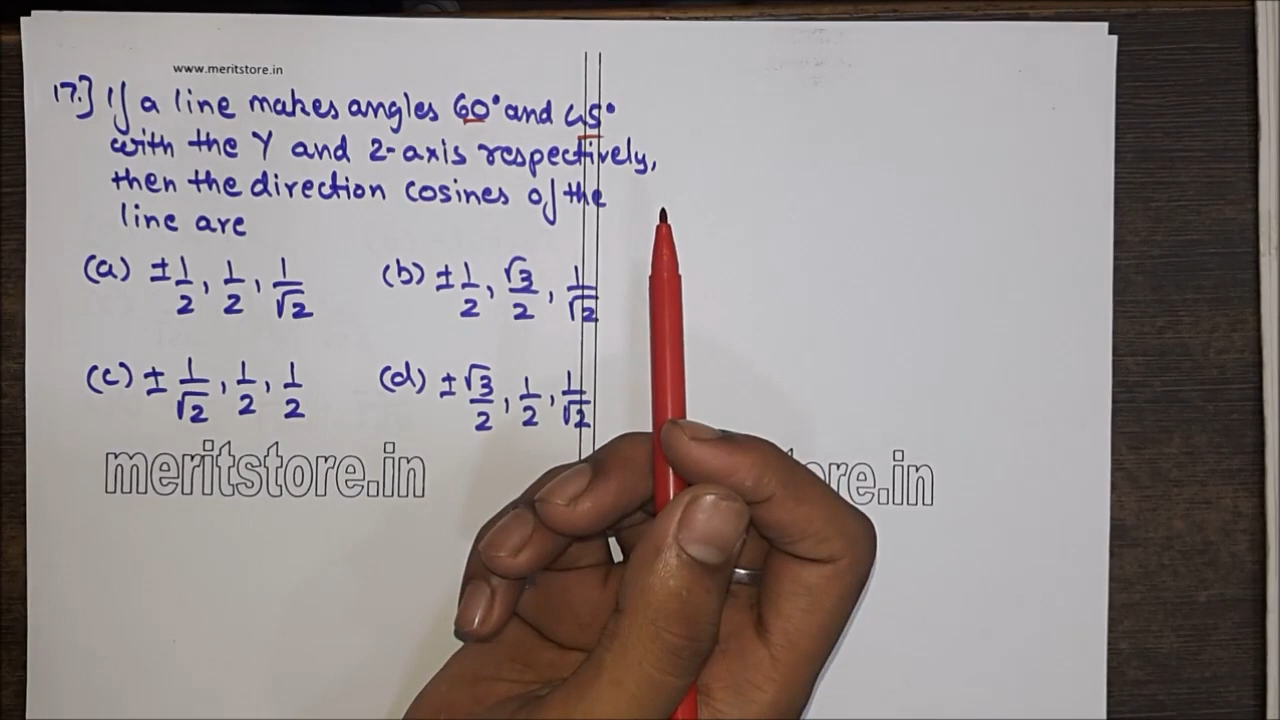 www.meritstore.in
17.] If a line makes angles 60° and 45°
with the Y and Z-axis respectively,
then the direction cosines of the
line are
(a) ±1/2, 1/2, 1/√2 (b) ±1/2, √3/2, 1/√2
(c) ±1/√2, 1/2, 1/2 (d) ±√3/2, 1/2, 1/√2
meritstore.in
ore.in